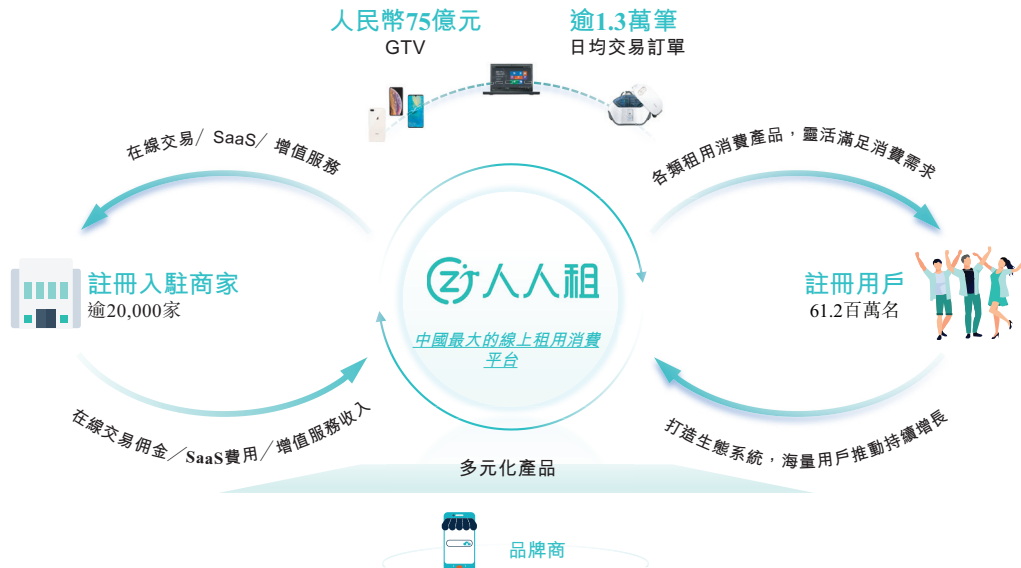 人民幣75億元
GTV
逾1.3萬筆
日均交易訂單
在線交易/ SaaS/ 增值服務
各類租用消費產品，靈活滿足消費需求
人人租
中國最大的線上租用消費
平台
註冊入駐商家
逾20,000家
註冊用戶
61.2百萬名
在線交易佣金/SaaS費用/增值服務收入
打造生態系統，海量用戶推動持續增長
多元化產品
品牌商